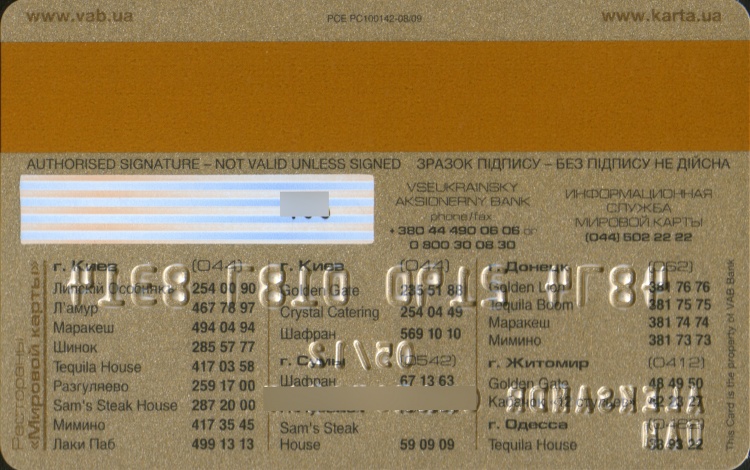 www.vab.ua PCE PC100142-08/09 www.karta.ua
AUTHORISED SIGNATURE – NOT VALID UNLESS SIGNED ЗРАЗОК ПІДПИСУ – БЕЗ ПІДПИСУ НЕ ДІЙСНА
VSEUKRAINSKY
AKSIONERNY BANK
phone/fax
+380 44 490 06 06 or
0 800 30 08 30
ИНФОРМАЦИОННАЯ
СЛУЖБА
МИРОВОЙ КАРТЫ
(044) 502 22 22
Рестораны
«Мировой карты»
г. Киев (044)
Липский Особняк 254 00 90
Л'амур 467 76 97
Маракеш 494 04 94
Шинок 285 57 77
Tequila House 417 03 58
Разгуляево 259 17 00
Sam's Steak House 287 20 00
Мимино 417 35 45
Лаки Паб 499 13 13
г. Киев (044)
Golden Gate 235 51 88
Crystal Catering 254 04 49
Шафран 569 10 10
г. Сумы (0542)
Шафран 67 13 63
Sam's Steak
House 59 09 09
г. Донецк (062)
Golden Lion 381 76 76
Tequila Boom 381 75 75
Маракеш 381 74 74
Мимино 381 73 73
г. Житомир (0412)
Golden Gate 48 49 50
г. Одесса
Tequila House
This Card is the property of VAB Bank